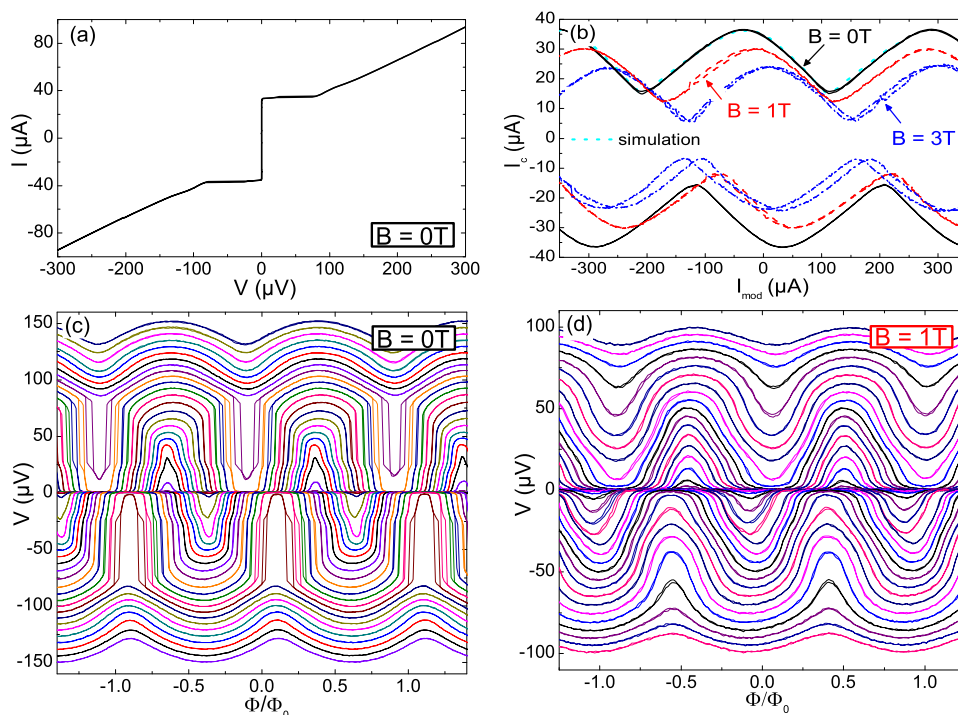 (a)
80
40
0
-40
-80
I (µA)
B = 0T
-300 -200 -100 0 100 200 300
V (µV)
(b)
40
30
20
10
0
-10
-20
-30
40
I_c (µA)
B = 0T
B = 1T
B = 3T
simulation
-300 -200 -100 0 100 200 300
I_mod (µA)
(c)
150
100
50
0
-50
-100
-150
V (µV)
B = 0T
-1.0 -0.5 0.0 0.5 1.0
Φ/Φ₀
(d)
100
50
0
-50
-100
V (µV)
B = 1T
-1.0 -0.5 0.0 0.5 1.0
Φ/Φ₀